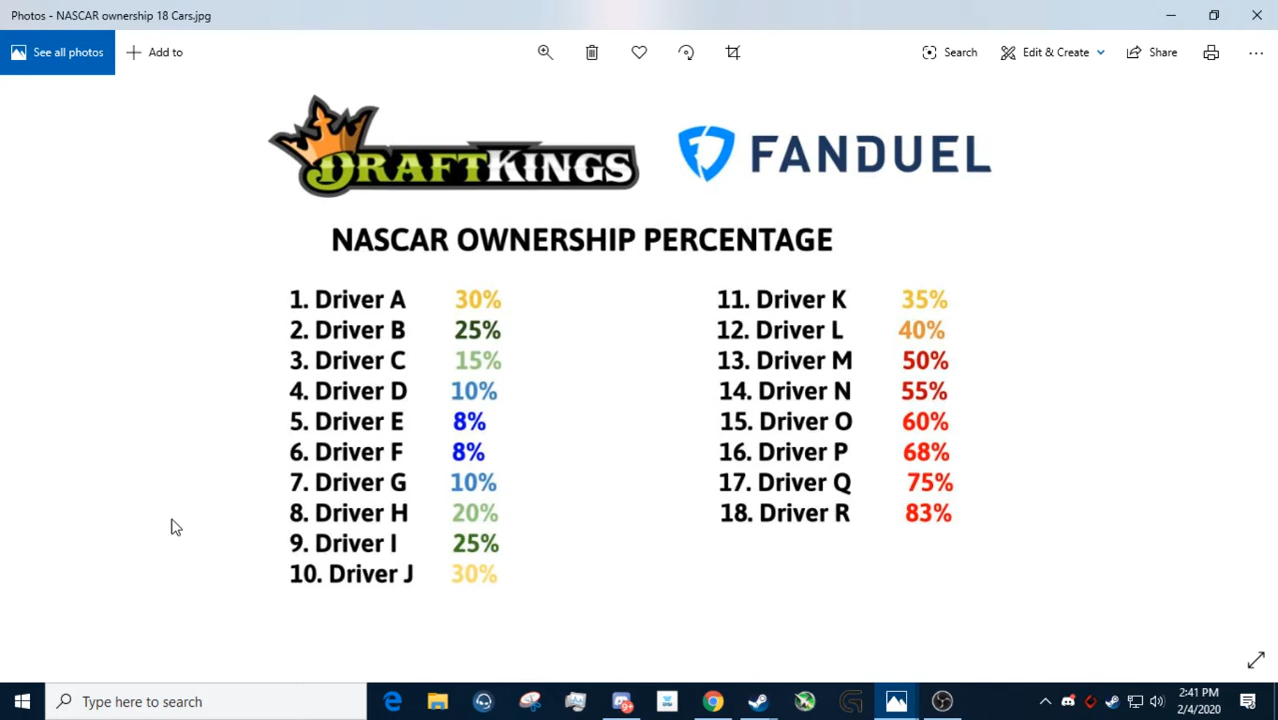 Photos - NASCAR ownership 18 Cars.jpg
See all photos
Add to
Search
Edit & Create
Share
DRAFTKINGS
FANDUEL
NASCAR OWNERSHIP PERCENTAGE
1. Driver A 30%
2. Driver B 25%
3. Driver C 15%
4. Driver D 10%
5. Driver E 8%
6. Driver F 8%
7. Driver G 10%
8. Driver H 20%
9. Driver I 25%
10. Driver J 30%
11. Driver K 35%
12. Driver L 40%
13. Driver M 50%
14. Driver N 55%
15. Driver O 60%
16. Driver P 68%
17. Driver Q 75%
18. Driver R 83%
Type here to search
2:41 PM
2/4/2020